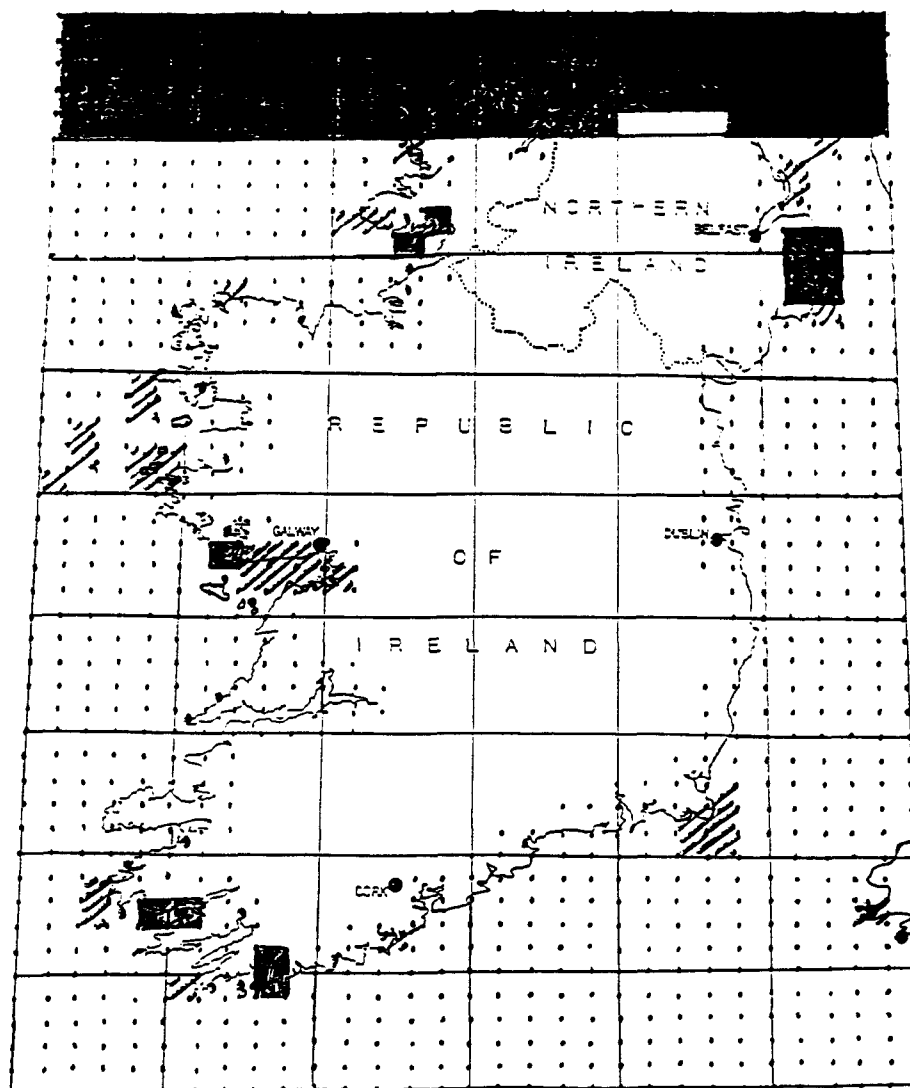 NORTHERN
BELFAST
IRELAND
REPUBLIC
GALWAY
DUBLIN
OF
IRELAND
CORK